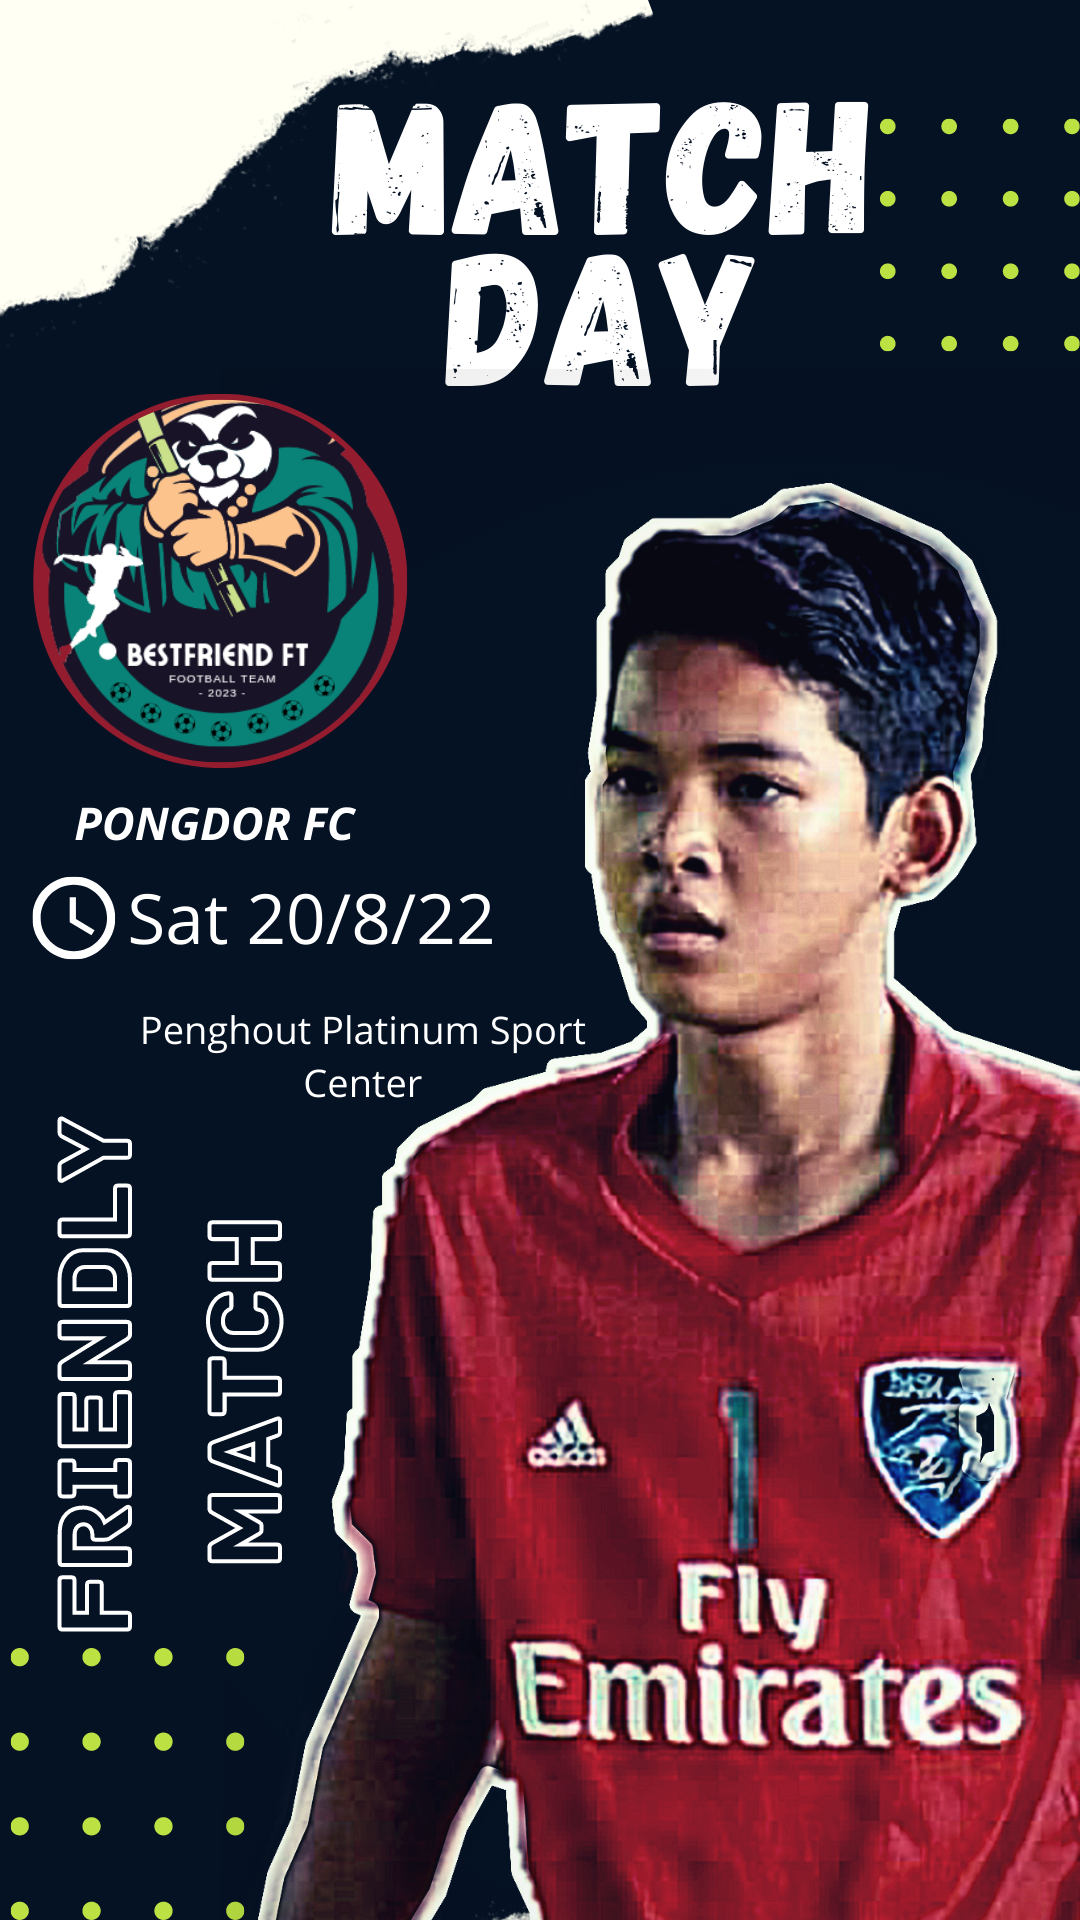 MATCH
DAY
BESTFRIEND FT
FOOTBALL TEAM
- 2023 -
PONGDOR FC
Sat 20/8/22
Penghout Platinum Sport
Center
FRIENDLY
MATCH
adidas
1
Fly
Emirates